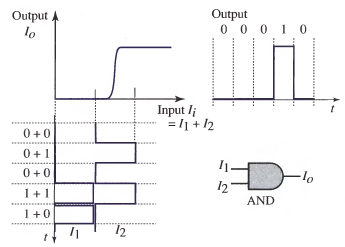 Output
I_o
Input I_i
= I_1 + I_2
0 + 0
0 + 1
0 + 0
1 + 1
1 + 0
I_1
I_2
t
Output
0 0 0 1 0
t
I_1
I_2
I_o
AND